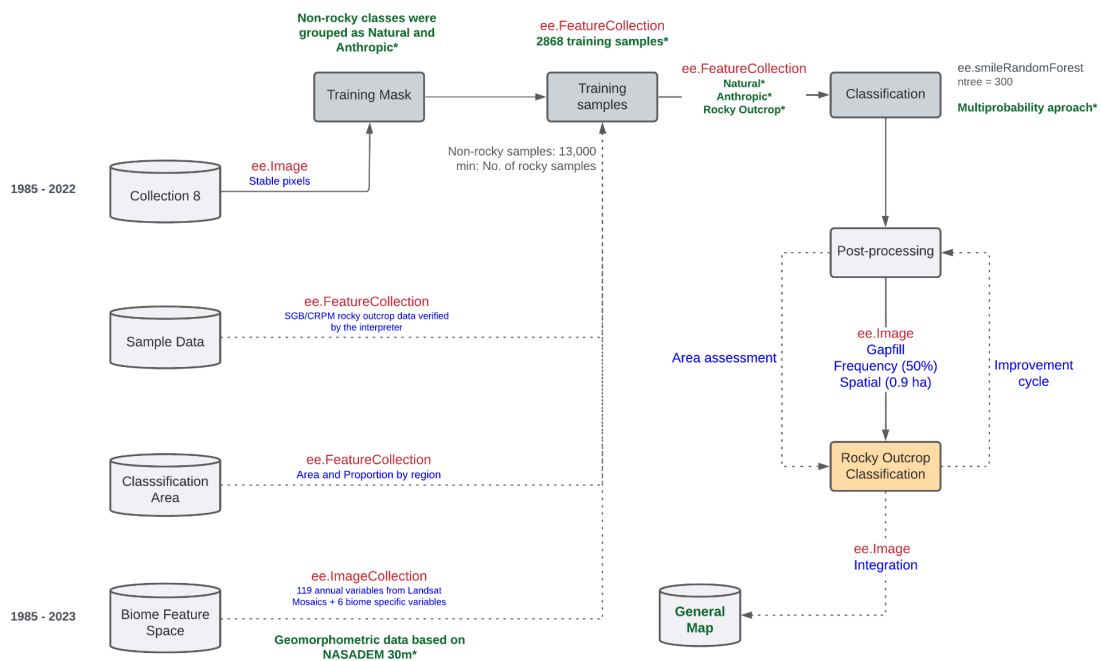 Non-rocky classes were
grouped as Natural and
Anthropic*
ee.FeatureCollection
2868 training samples*
Training Mask
Training
samples
ee.FeatureCollection
Natural*
Anthropic*
Rocky Outcrop*
Classification
ee.smileRandomForest
ntree = 300
Multiprobability aproach*
Non-rocky samples: 13,000
min: No. of rocky samples
1985 - 2022
Collection 8
ee.Image
Stable pixels
Post-processing
Sample Data
ee.FeatureCollection
SGB/CRPM rocky outcrop data verified
by the interpreter
Area assessment
ee.Image
Gapfill
Frequency (50%)
Spatial (0.9 ha)
Improvement
cycle
Classsification
Area
ee.FeatureCollection
Area and Proportion by region
Rocky Outcrop
Classification
ee.Image
Integration
1985 - 2023
Biome Feature
Space
ee.ImageCollection
119 annual variables from Landsat
Mosaics + 6 biome specific variables
Geomorphometric data based on
NASADEM 30m*
General
Map